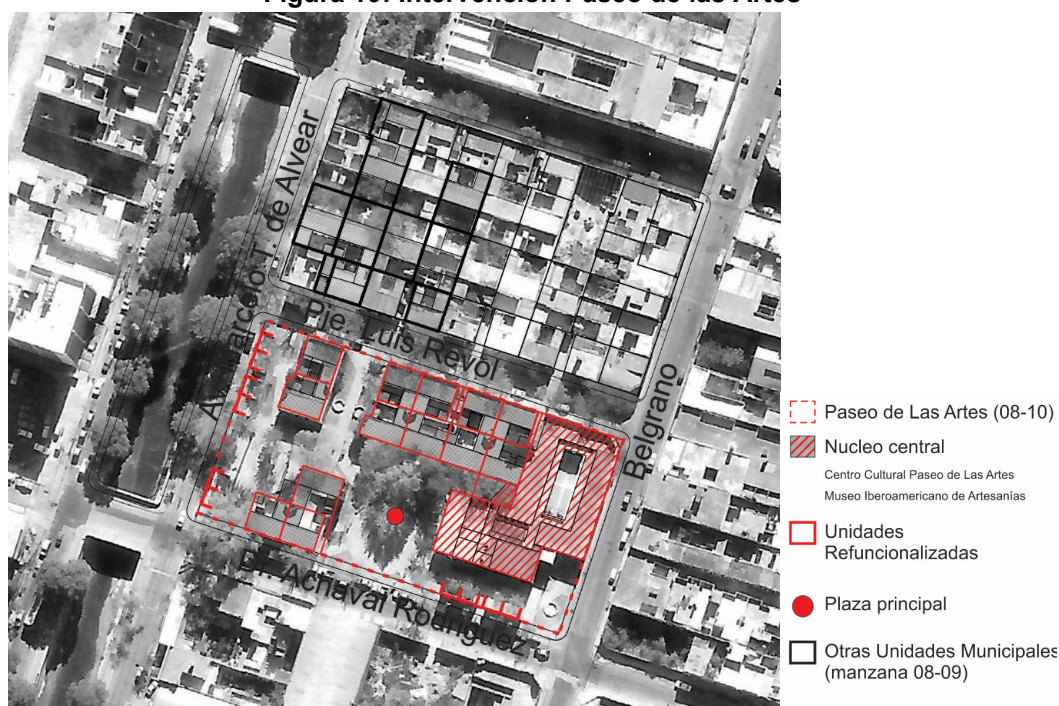 Figura 10. Intervención Paseo de las Artes
Av. Marcelo T. de Alvear
Pje. Luis Revol
Belgrano
Dr. Achaval Rodriguez
Paseo de Las Artes (08-10)
Nucleo central
Centro Cultural Paseo de Las Artes
Museo Iberoamericano de Artesanías
Unidades
Refuncionalizadas
Plaza principal
Otras Unidades Municipales
(manzana 08-09)